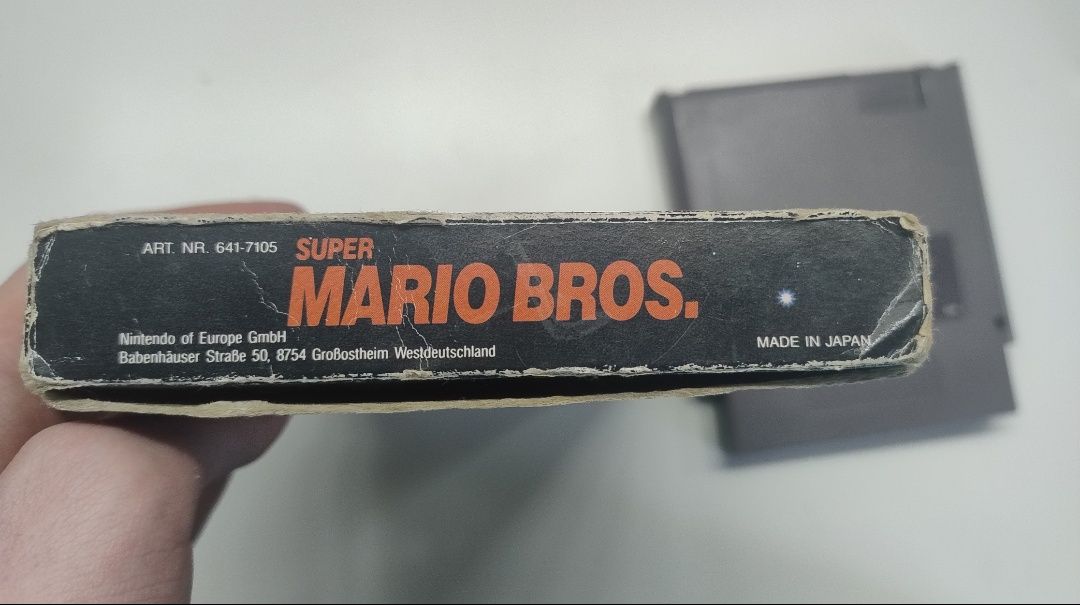 ART. NR. 641-7105
SUPER
MARIO BROS.
Nintendo of Europe GmbH
Babenhäuser Straße 50, 8754 Großostheim Westdeutschland
MADE IN JAPAN